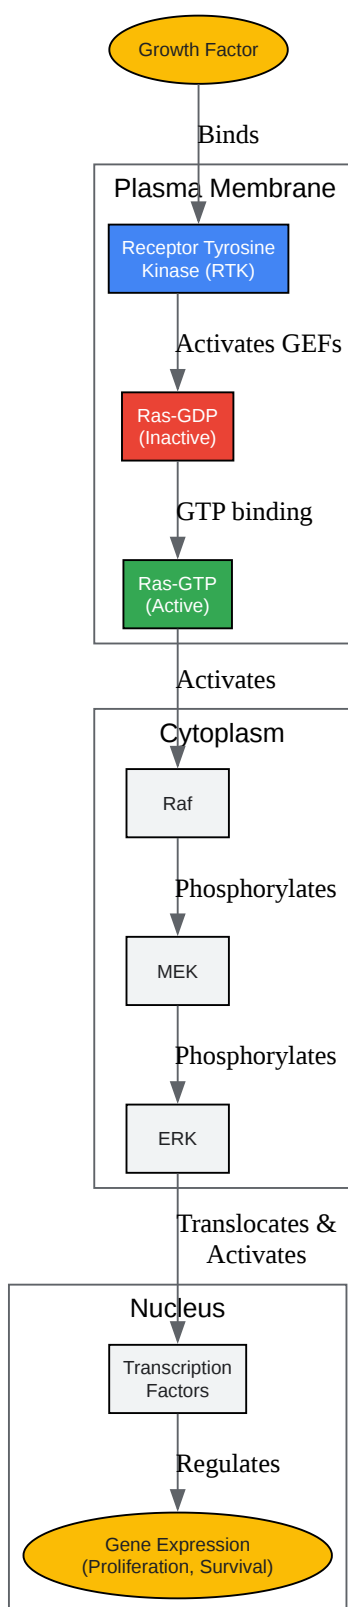 Growth Factor
Binds
Plasma Membrane
Receptor Tyrosine
Kinase (RTK)
Activates GEFs
Ras-GDP
(Inactive)
GTP binding
Ras-GTP
(Active)
Activates
Cytoplasm
Raf
Phosphorylates
MEK
Phosphorylates
ERK
Translocates &
Activates
Nucleus
Transcription
Factors
Regulates
Gene Expression
(Proliferation, Survival)